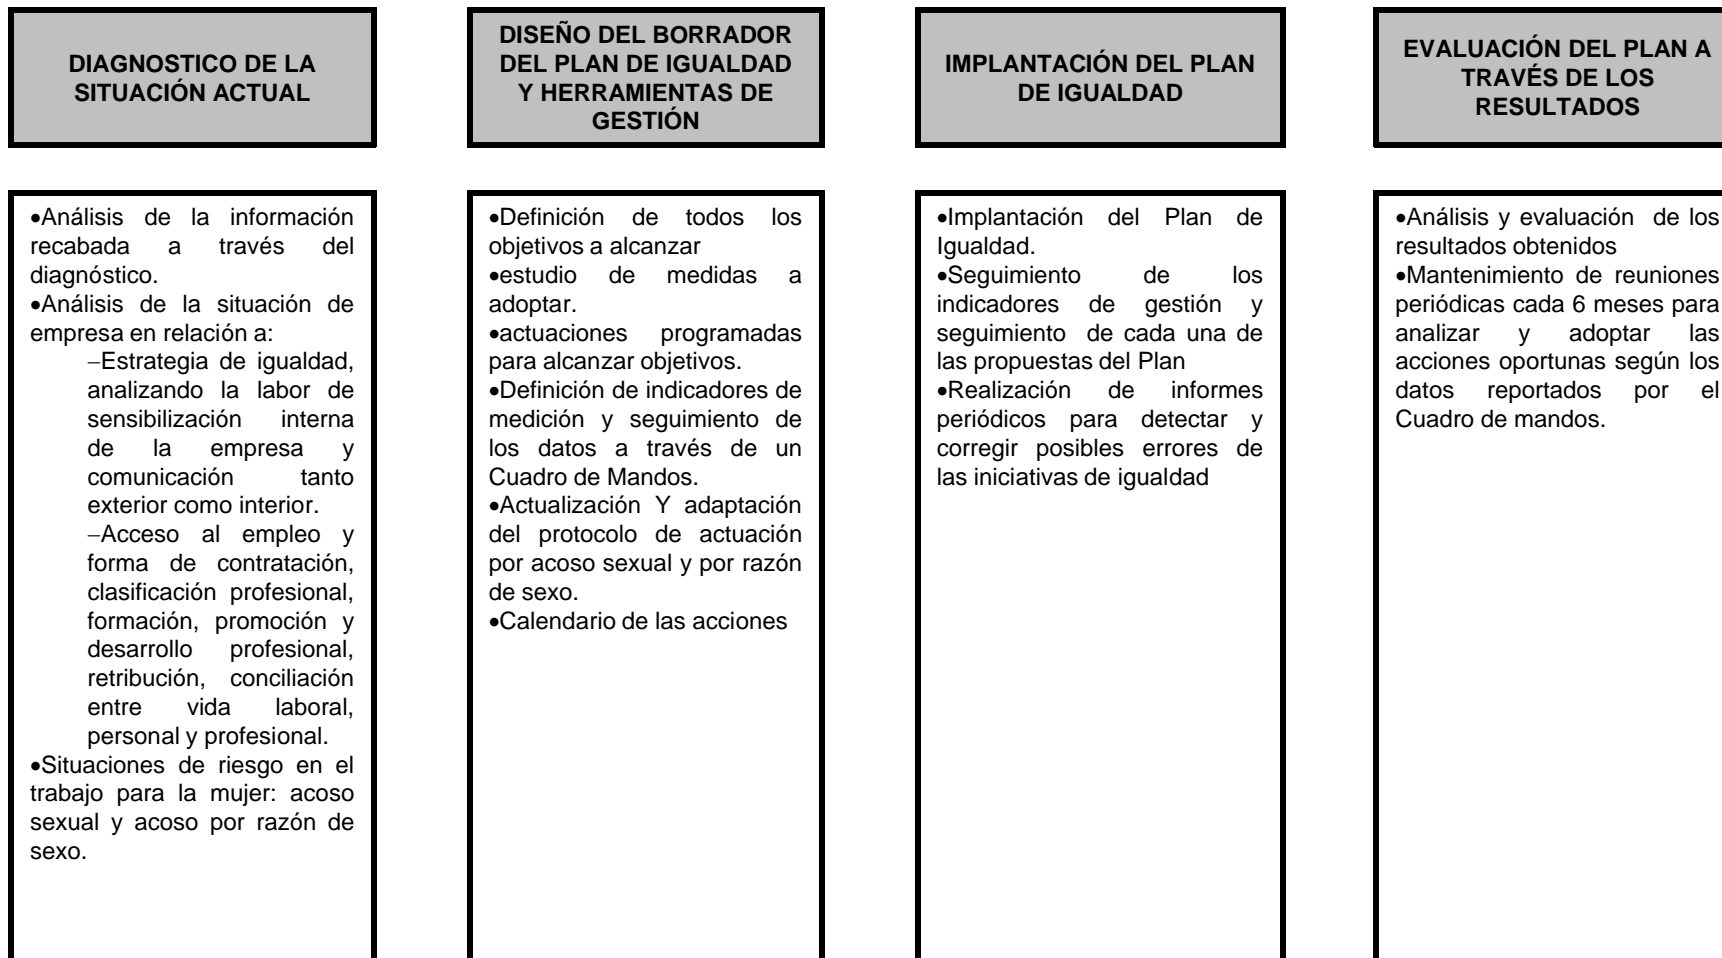 DIAGNOSTICO DE LA
SITUACIÓN ACTUAL
•Análisis de la información
recabada a través del
diagnóstico.
•Análisis de la situación de
empresa en relación a:
–Estrategia de igualdad,
analizando la labor de
sensibilización interna
de la empresa y
comunicación tanto
exterior como interior.
–Acceso al empleo y
forma de contratación,
clasificación profesional,
formación, promoción y
desarrollo profesional,
retribución, conciliación
entre vida laboral,
personal y profesional.
•Situaciones de riesgo en el
trabajo para la mujer: acoso
sexual y acoso por razón de
sexo.
DISEÑO DEL BORRADOR
DEL PLAN DE IGUALDAD
Y HERRAMIENTAS DE
GESTIÓN
•Definición de todos los
objetivos a alcanzar
•estudio de medidas a
adoptar.
•actuaciones programadas
para alcanzar objetivos.
•Definición de indicadores de
medición y seguimiento de
los datos a través de un
Cuadro de Mandos.
•Actualización Y adaptación
del protocolo de actuación
por acoso sexual y por razón
de sexo.
•Calendario de las acciones
IMPLANTACIÓN DEL PLAN
DE IGUALDAD
•Implantación del Plan de
Igualdad.
•Seguimiento de los
indicadores de gestión y
seguimiento de cada una de
las propuestas del Plan
•Realización de informes
periódicos para detectar y
corregir posibles errores de
las iniciativas de igualdad
EVALUACIÓN DEL PLAN A
TRAVÉS DE LOS
RESULTADOS
•Análisis y evaluación de los
resultados obtenidos
•Mantenimiento de reuniones
periódicas cada 6 meses para
analizar y adoptar las
acciones oportunas según los
datos reportados por el
Cuadro de mandos.